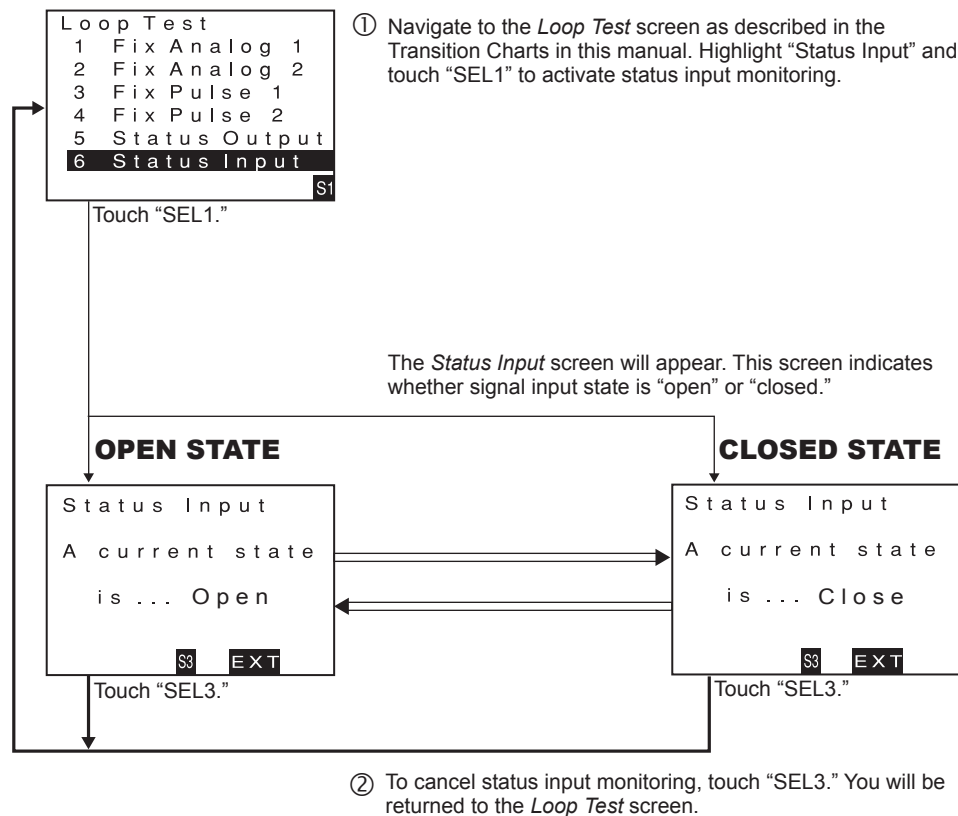 Loop Test
1 Fix Analog 1
2 Fix Analog 2
3 Fix Pulse 1
4 Fix Pulse 2
5 Status Output
6 Status Input
S1
Touch “SEL1.”
① Navigate to the Loop Test screen as described in the
Transition Charts in this manual. Highlight “Status Input” and
touch “SEL1” to activate status input monitoring.
The Status Input screen will appear. This screen indicates
whether signal input state is “open” or “closed.”
OPEN STATE
Status Input
A current state
is ... Open
S3 EXT
Touch “SEL3.”
CLOSED STATE
Status Input
A current state
is ... Close
S3 EXT
Touch “SEL3.”
② To cancel status input monitoring, touch “SEL3.” You will be
returned to the Loop Test screen.